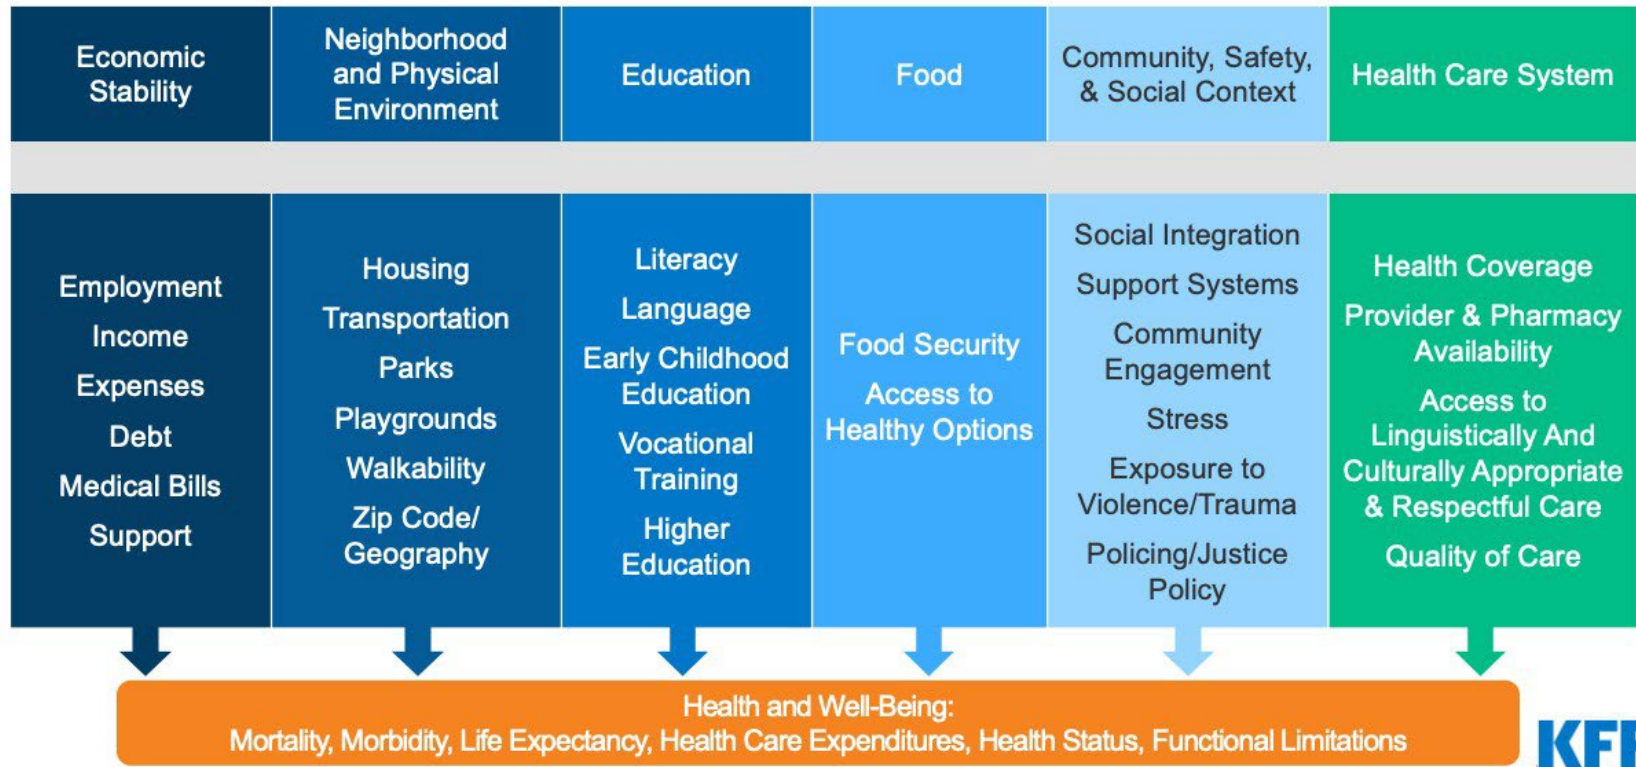 Economic
Stability
Neighborhood
and Physical
Environment
Education
Food
Community, Safety,
& Social Context
Health Care System
Employment
Income
Expenses
Debt
Medical Bills
Support
Housing
Transportation
Parks
Playgrounds
Walkability
Zip Code/
Geography
Literacy
Language
Early Childhood
Education
Vocational
Training
Higher
Education
Food Security
Access to
Healthy Options
Social Integration
Support Systems
Community
Engagement
Stress
Exposure to
Violence/Trauma
Policing/Justice
Policy
Health Coverage
Provider & Pharmacy
Availability
Access to
Linguistically And
Culturally Appropriate
& Respectful Care
Quality of Care
Health and Well-Being:
Mortality, Morbidity, Life Expectancy, Health Care Expenditures, Health Status, Functional Limitations